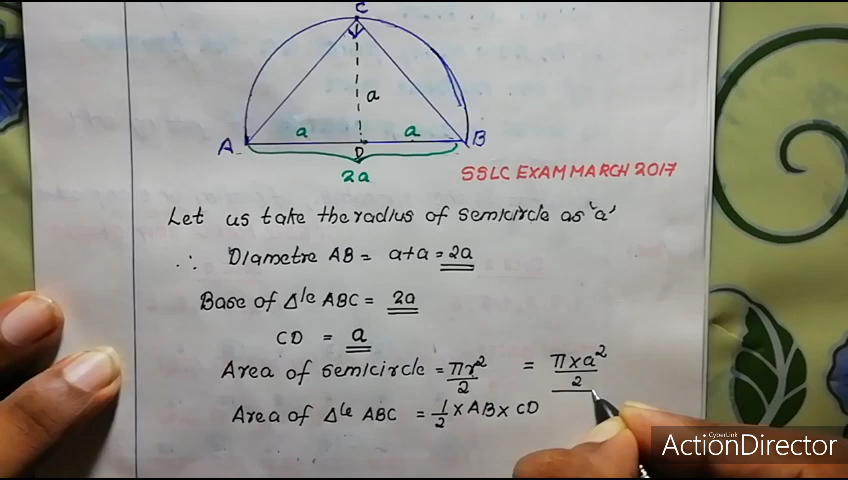 C
a
a a
A D B
2a
SSLC EXAM MARCH 2017
Let us take the radius of semicircle as 'a'
∴ Diametre AB = a+a = 2a
Base of Δle ABC = 2a
CD = a
Area of semicircle = πr²/2 = π×a²/2
Area of Δle ABC = 1/2 × AB × CD
CyberLink
ActionDirector